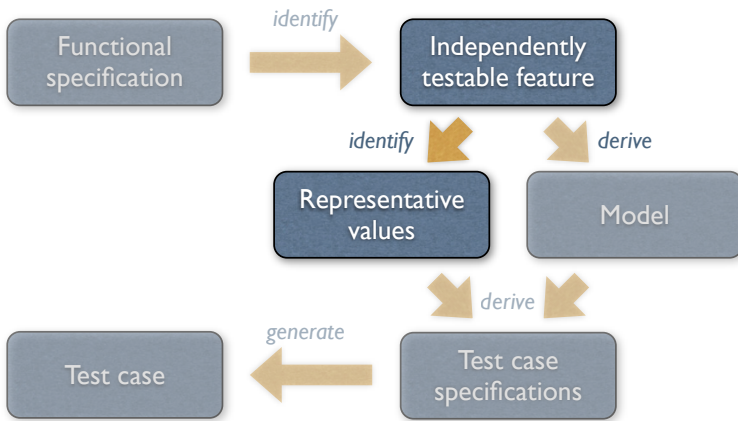 identify
Functional
specification
Independently
testable feature
identify
derive
Representative
values
Model
derive
generate
Test case
Test case
specifications